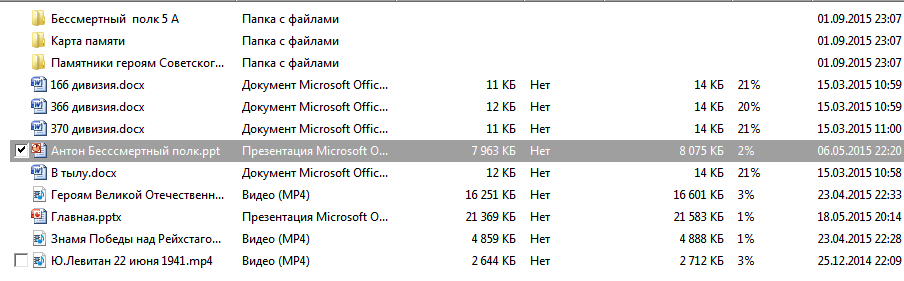 Бессмертный полк 5 А Папка с файлами 01.09.2015 23:07
Карта памяти Папка с файлами 01.09.2015 23:07
Памятники героям Советског... Папка с файлами 01.09.2015 23:07
166 дивизия.docx Документ Microsoft Offic... 11 КБ Нет 14 КБ 21% 15.03.2015 10:59
366 дивизия.docx Документ Microsoft Offic... 12 КБ Нет 14 КБ 20% 15.03.2015 10:59
370 дивизия.docx Документ Microsoft Offic... 11 КБ Нет 14 КБ 21% 15.03.2015 11:00
Антон Бесссмертный полк.ppt Презентация Microsoft O... 7 963 КБ Нет 8 075 КБ 2% 06.05.2015 22:20
В тылу.docx Документ Microsoft Offic... 12 КБ Нет 14 КБ 21% 15.03.2015 10:58
Героям Великой Отечественн... Видео (MP4) 16 251 КБ Нет 16 601 КБ 3% 23.04.2015 22:33
Главная.pptx Презентация Microsoft O... 21 369 КБ Нет 21 583 КБ 1% 18.05.2015 20:14
Знамя Победы над Рейхстаго... Видео (MP4) 4 859 КБ Нет 4 888 КБ 1% 23.04.2015 22:28
Ю.Левитан 22 июня 1941.mp4 Видео (MP4) 2 644 КБ Нет 2 712 КБ 3% 25.12.2014 22:09